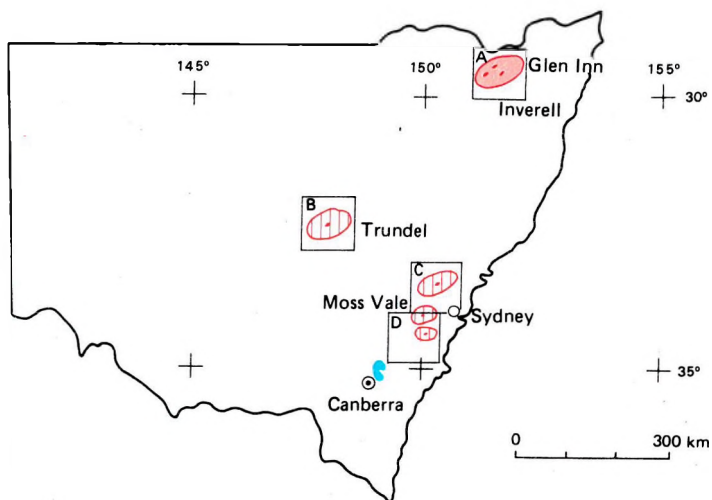 A
Glen Inn
145°
150°
155°
30°
Inverell
B
Trundel
C
Moss Vale
D
Sydney
35°
Canberra
0
300 km